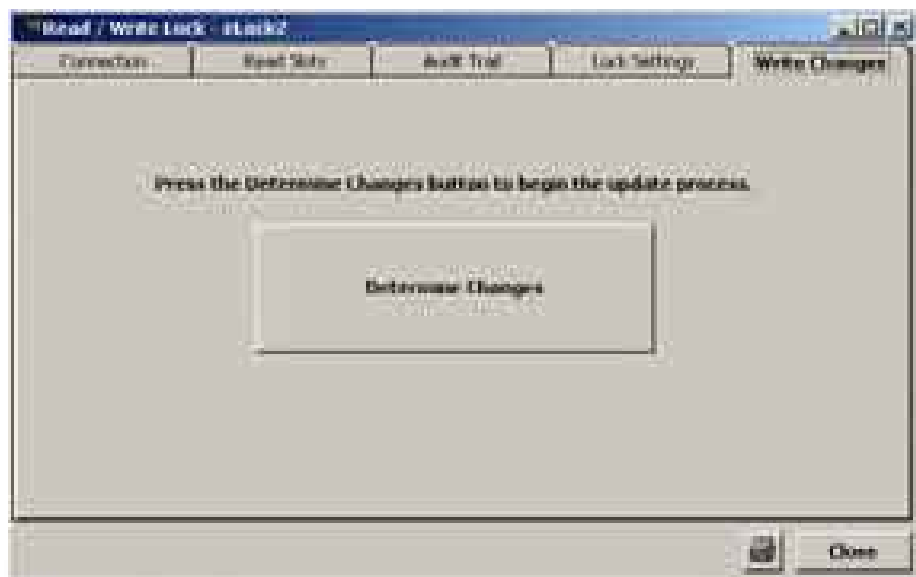 Read / Write Lock -
Connection
Read Slots
Audit Trail
Lock Settings
Write Changes
Press the Determine Changes button to begin the update process.
Determine Changes
Close